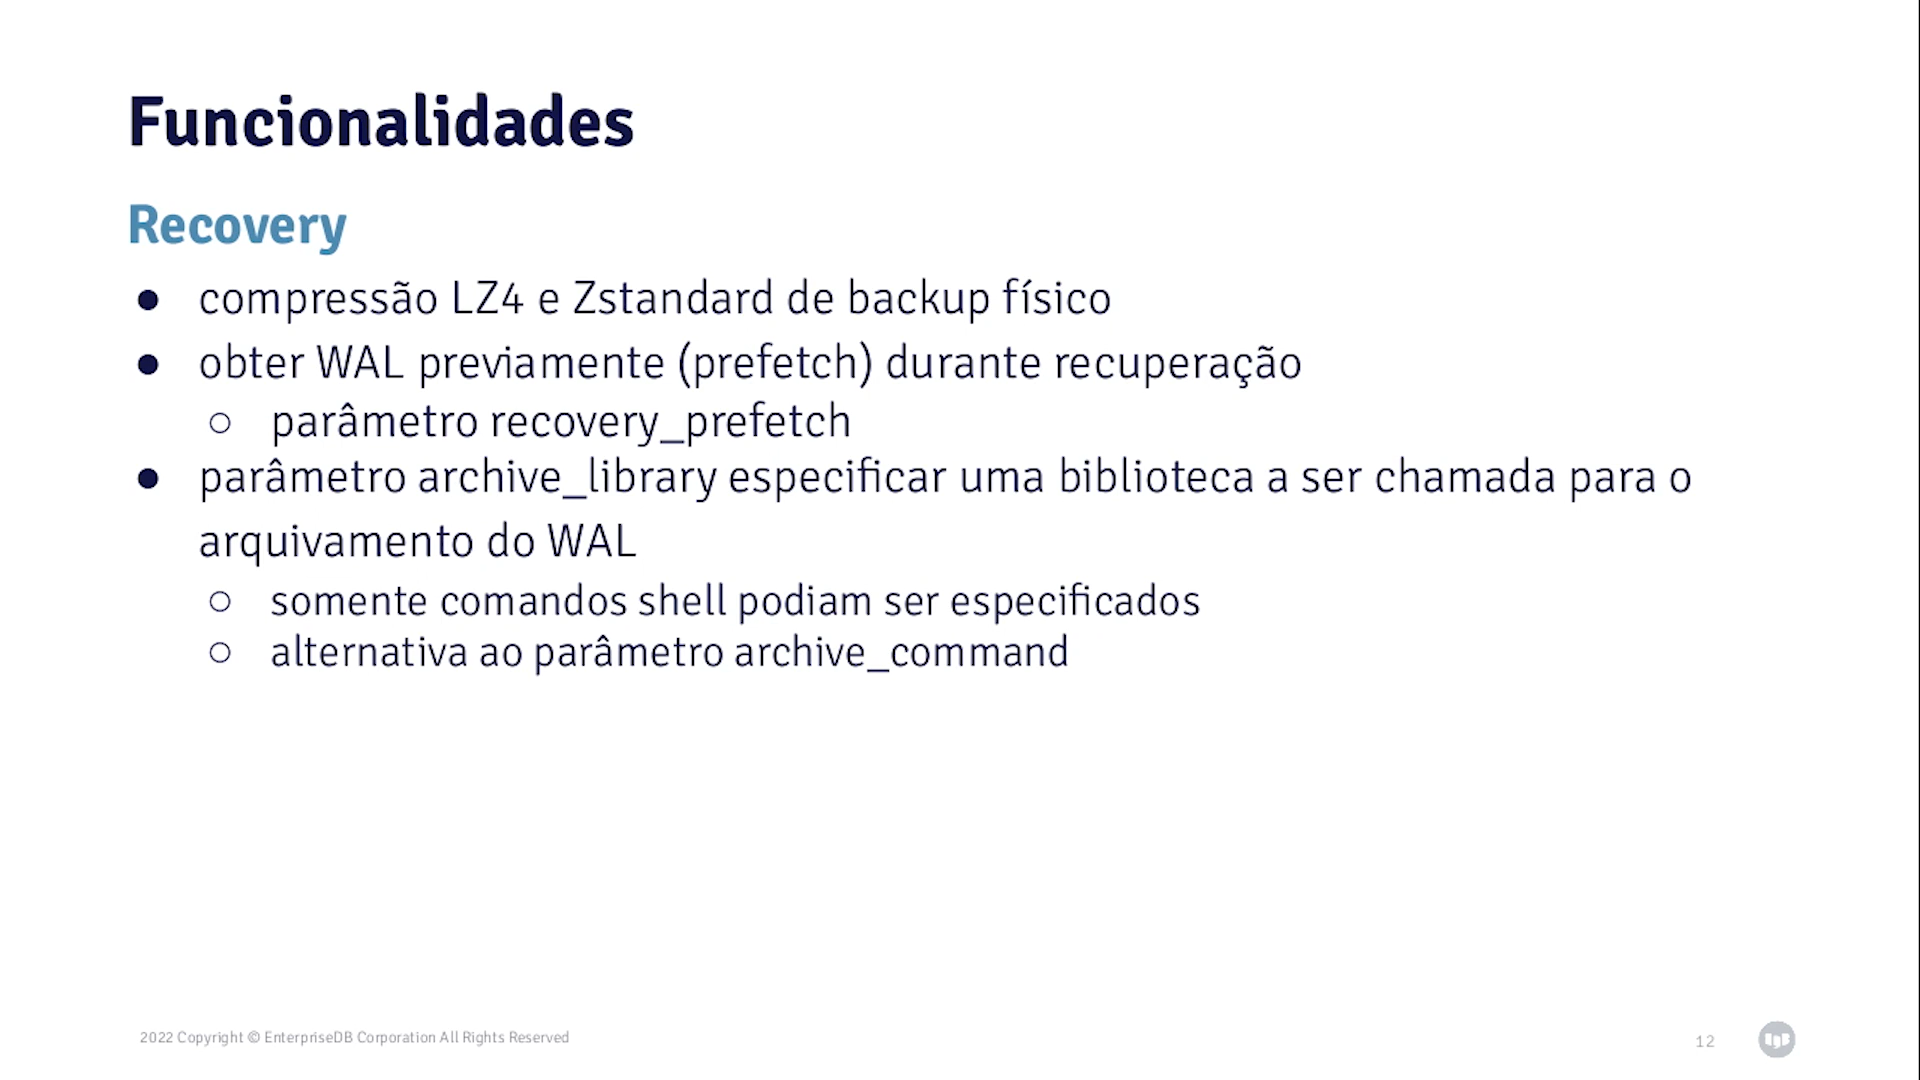 Funcionalidades
Recovery
● compressão LZ4 e Zstandard de backup físico
● obter WAL previamente (prefetch) durante recuperação
○ parâmetro recovery_prefetch
● parâmetro archive_library especificar uma biblioteca a ser chamada para o
arquivamento do WAL
○ somente comandos shell podiam ser especificados
○ alternativa ao parâmetro archive_command
2022 Copyright © EnterpriseDB Corporation All Rights Reserved
12